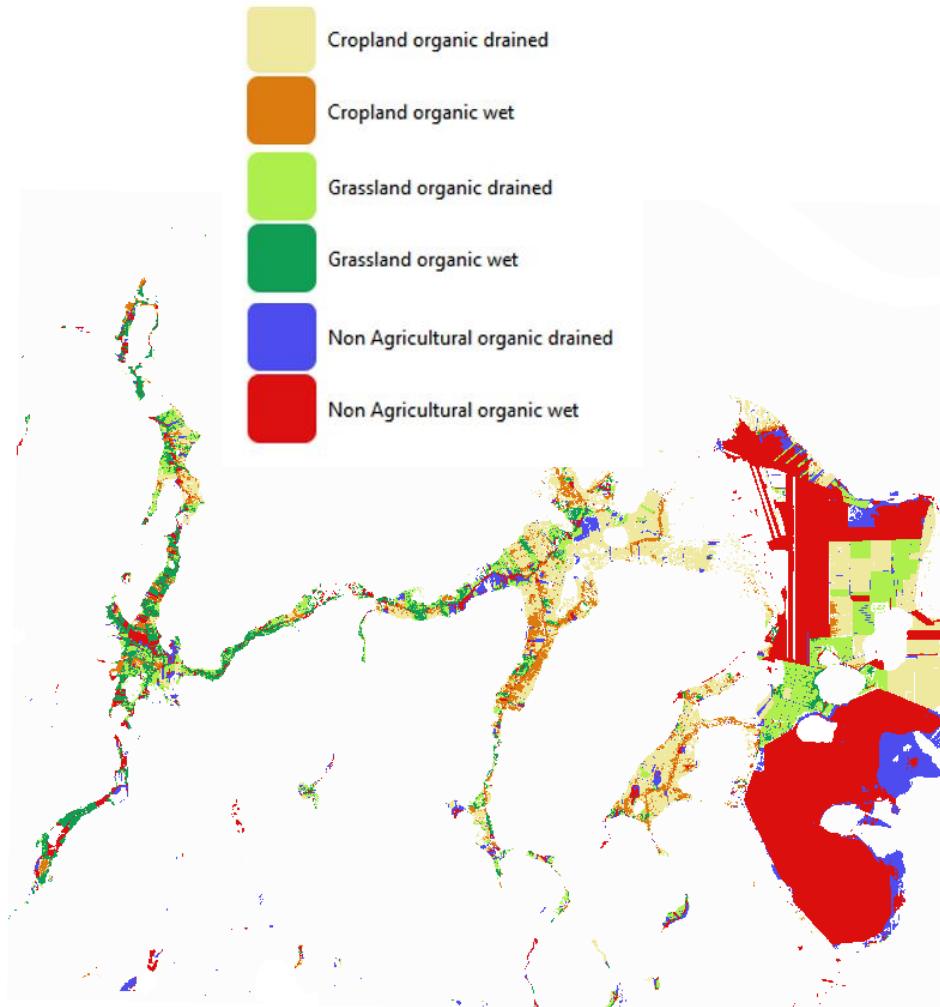 Cropland organic drained
Cropland organic wet
Grassland organic drained
Grassland organic wet
Non Agricultural organic drained
Non Agricultural organic wet